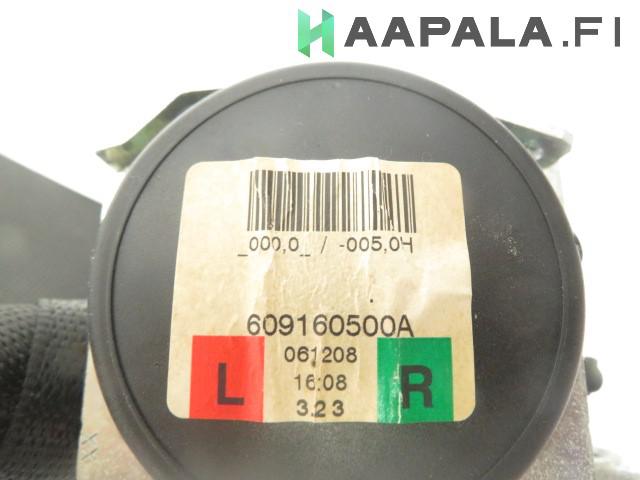 HAAPALA.FI
_000,0_ / -005,04
609160500A
061208
L R
16:08
3.23